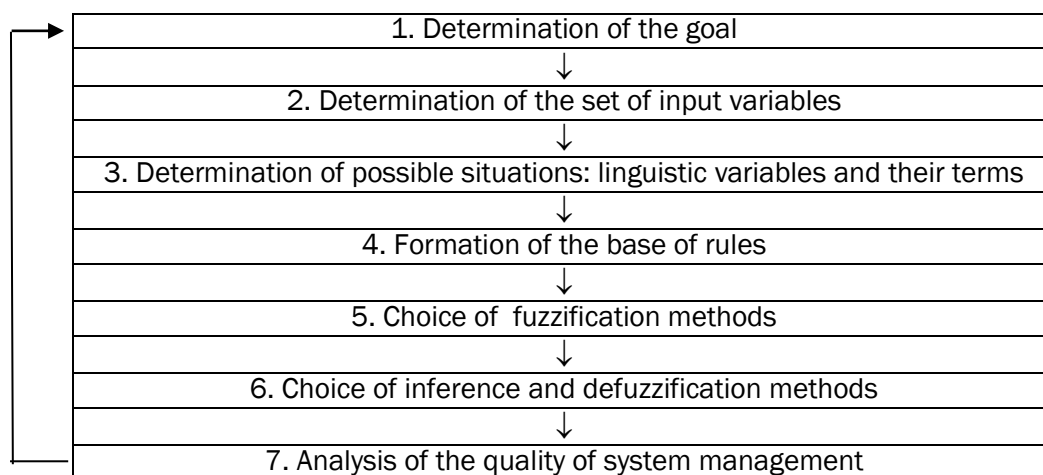 1. Determination of the goal
↓
2. Determination of the set of input variables
↓
3. Determination of possible situations: linguistic variables and their terms
↓
4. Formation of the base of rules
↓
5. Choice of fuzzification methods
↓
6. Choice of inference and defuzzification methods
↓
7. Analysis of the quality of system management